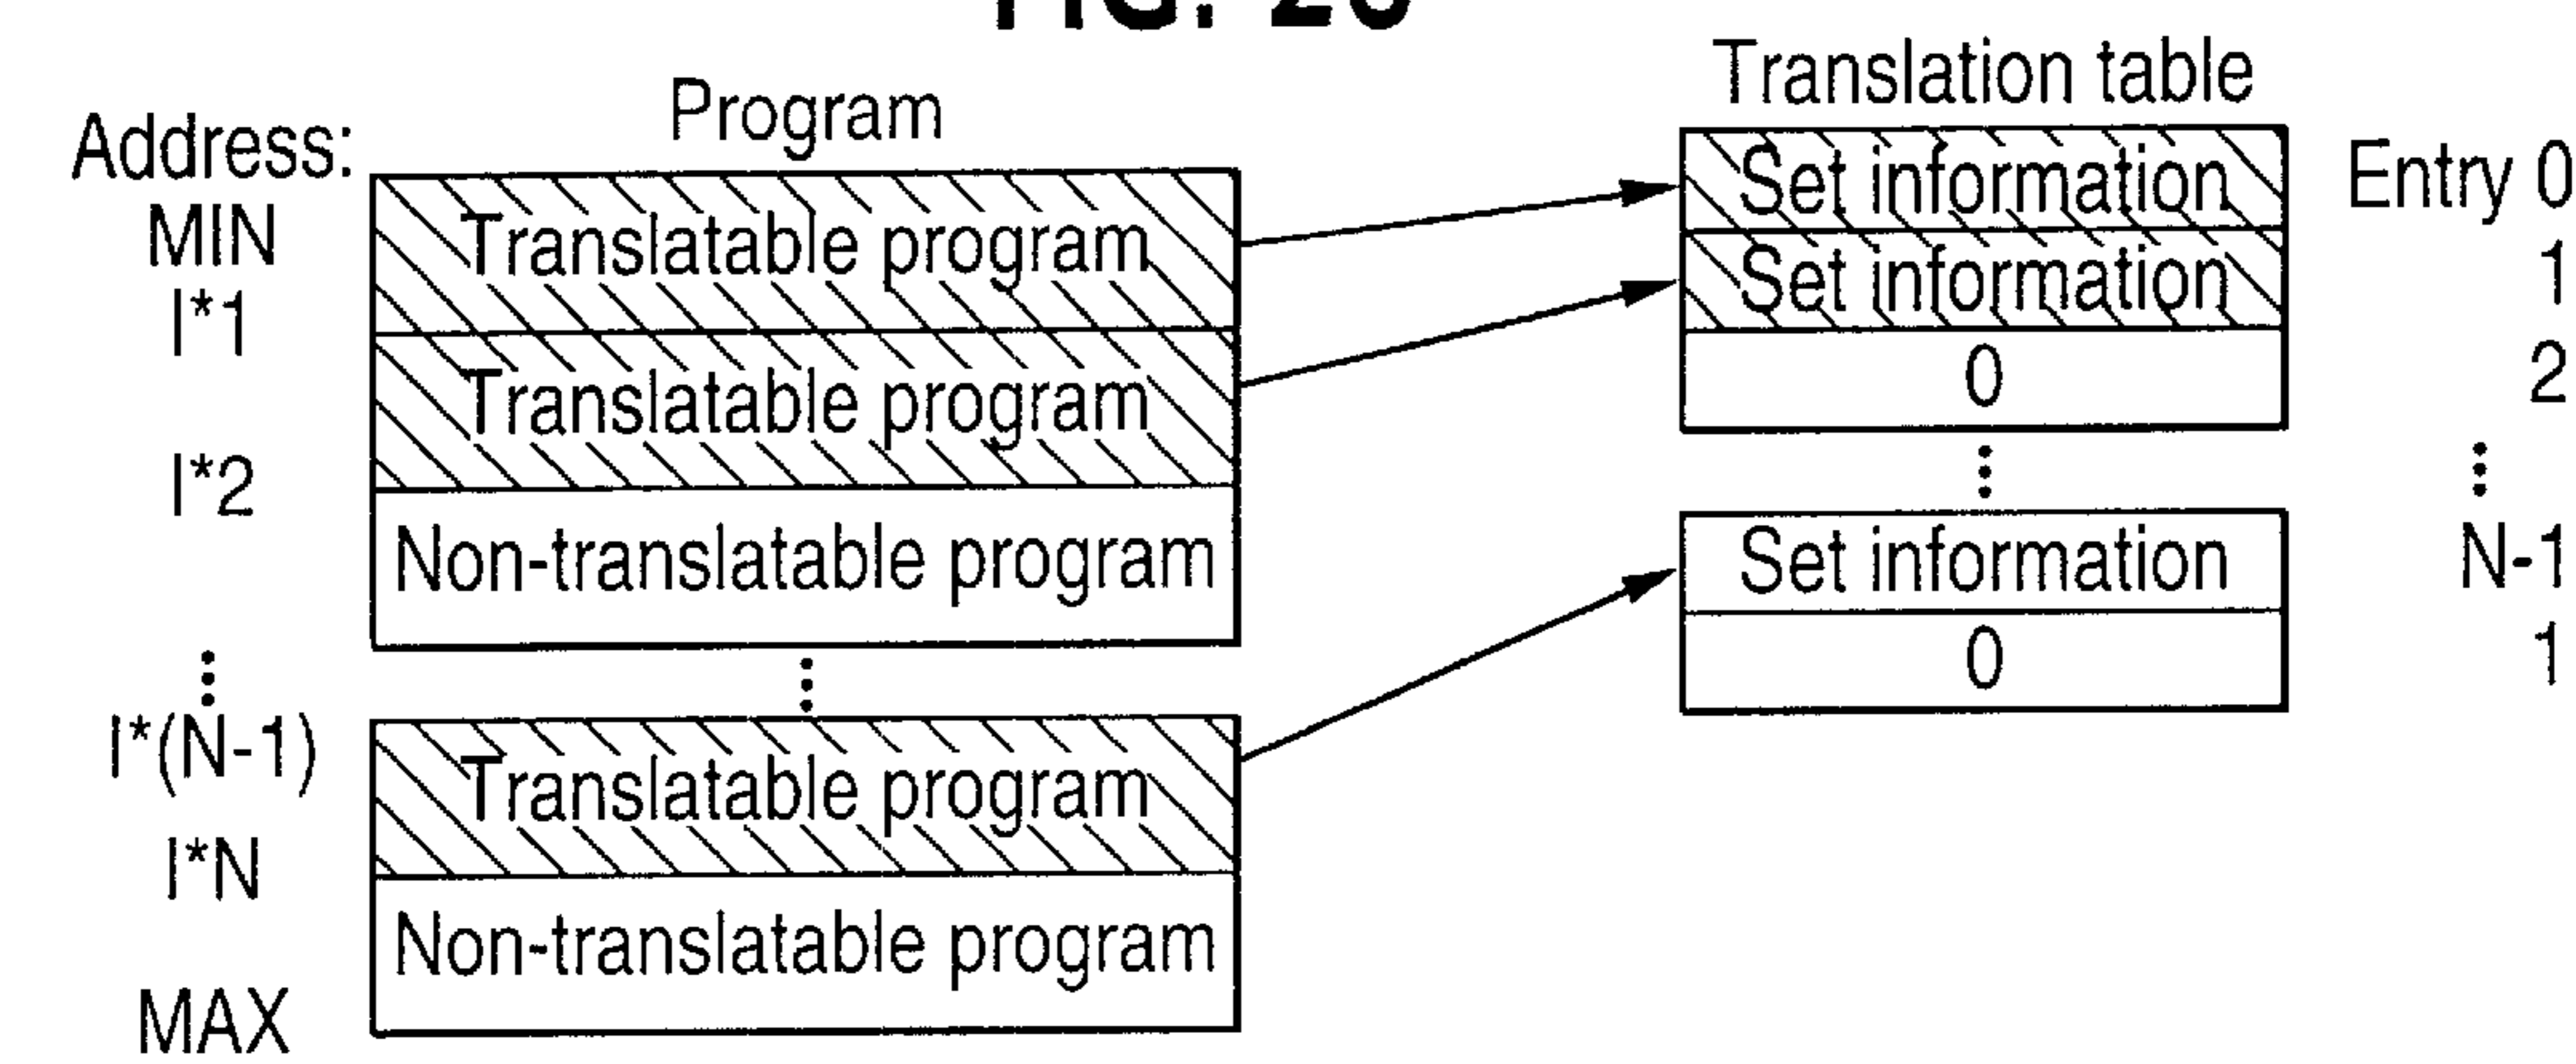 Program
Translation table
Address:
MIN
I*1
I*2
I*(N-1)
I*N
MAX
Translatable program
Translatable program
Non-translatable program
Translatable program
Non-translatable program
Set information
Set information
0
Set information
0
Entry 0
1
2
N-1
1